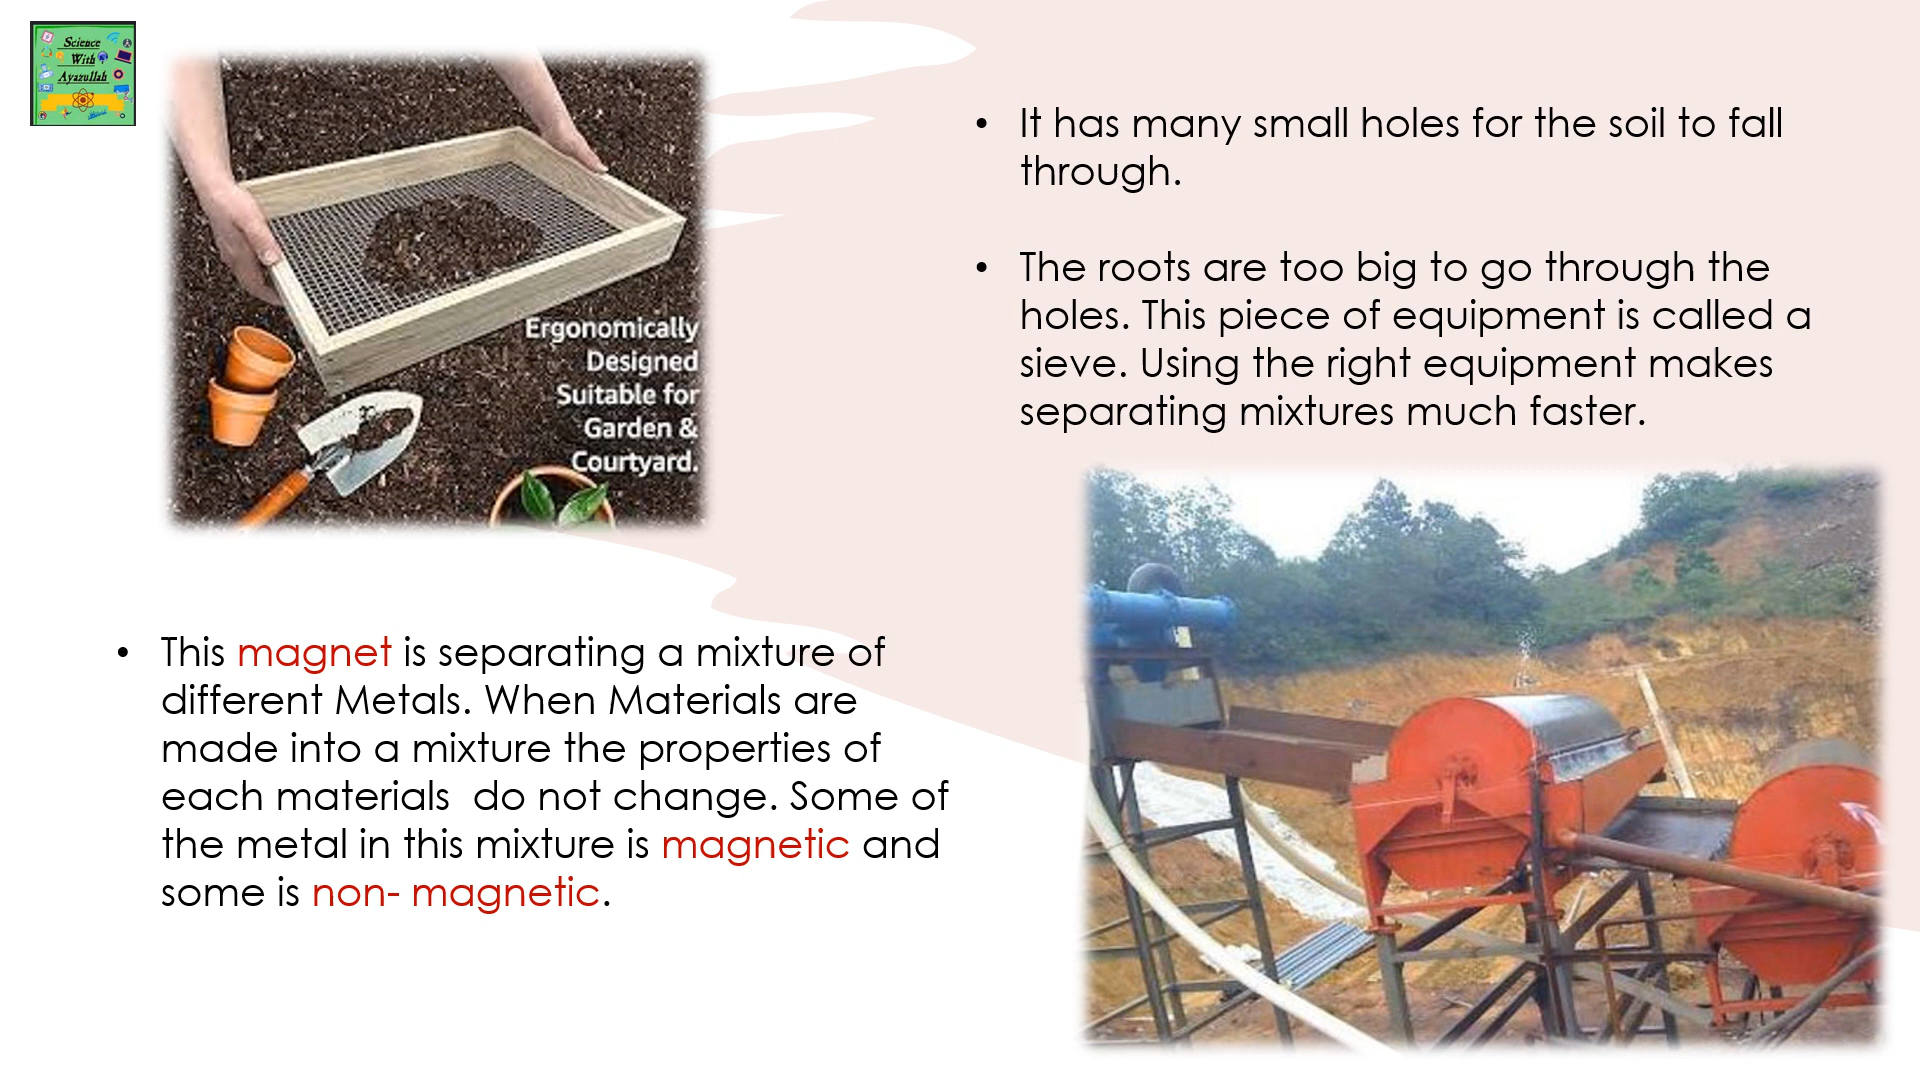 Science
With
Ayazullah
Ergonomically
Designed
Suitable for
Garden &
Courtyard.
• It has many small holes for the soil to fall
through.
• The roots are too big to go through the
holes. This piece of equipment is called a
sieve. Using the right equipment makes
separating mixtures much faster.
• This magnet is separating a mixture of
different Metals. When Materials are
made into a mixture the properties of
each materials  do not change. Some of
the metal in this mixture is magnetic and
some is non- magnetic.